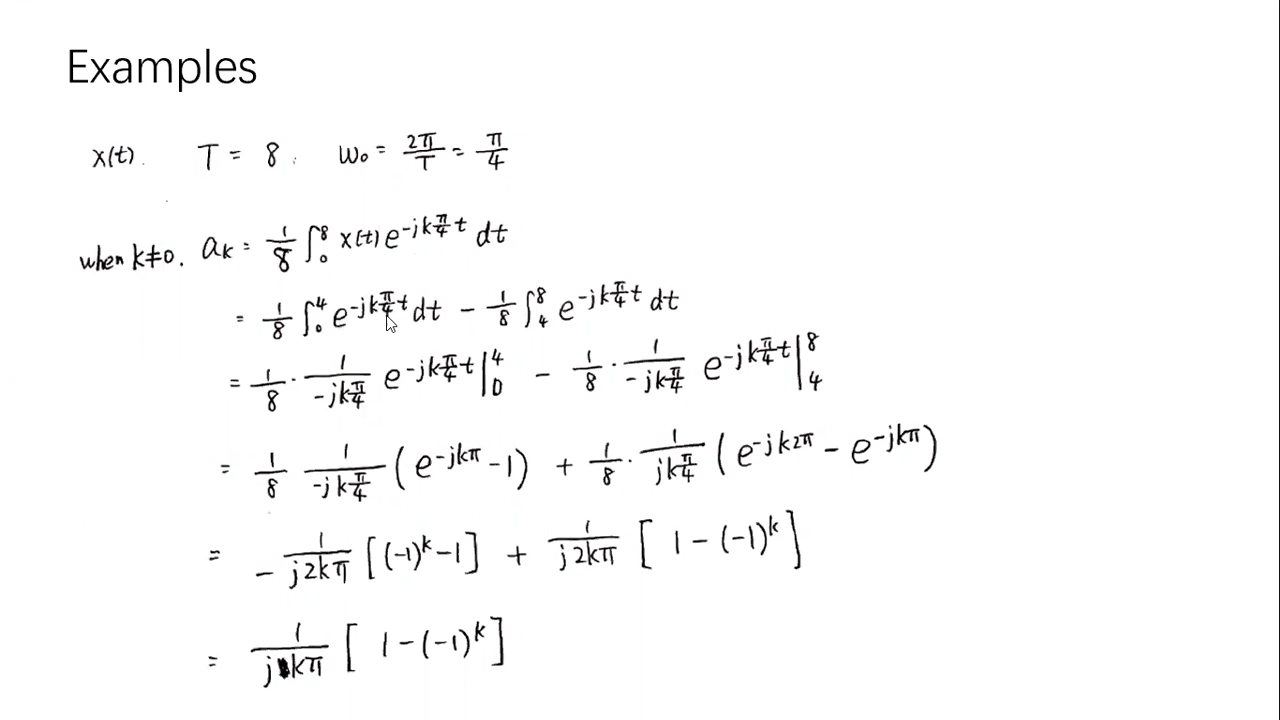 Examples
x(t). T = 8. ω₀ = 2π/T = π/4
when k≠0. aₖ = 1/8 ∫₀⁸ x(t) e^{-jkπ/4 t} dt
= 1/8 ∫₀⁴ e^{-jkπ/4 t} dt - 1/8 ∫₄⁸ e^{-jkπ/4 t} dt
= 1/8 · 1/(-jkπ/4) e^{-jkπ/4 t} |₀⁴ - 1/8 · 1/(-jkπ/4) e^{-jkπ/4 t} |₄⁸
= 1/8 1/(-jkπ/4) (e^{-jkπ} - 1) + 1/8 · 1/(jkπ/4) (e^{-jk2π} - e^{-jkπ})
= - 1/(j2kπ) [(-1)^k - 1] + 1/(j2kπ) [1 - (-1)^k]
= 1/(jkπ) [1 - (-1)^k]